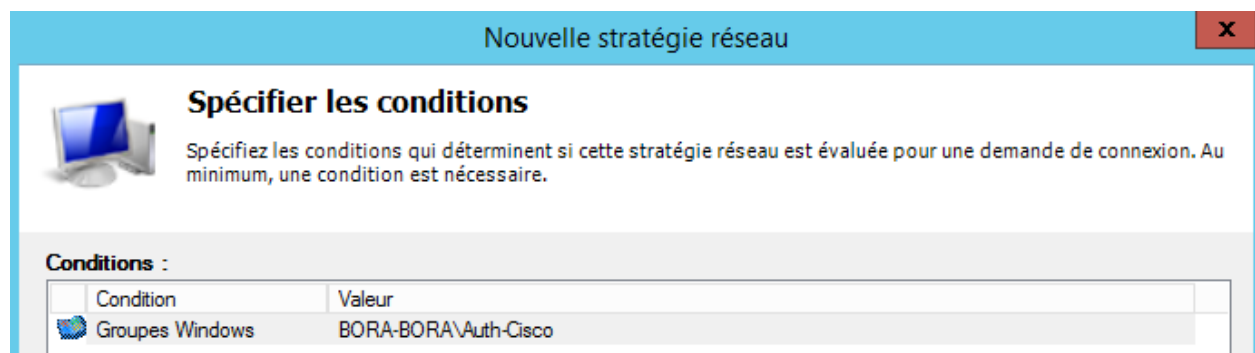 Nouvelle stratégie réseau
x
Spécifier les conditions
Spécifiez les conditions qui déterminent si cette stratégie réseau est évaluée pour une demande de connexion. Au
minimum, une condition est nécessaire.
Conditions :
Condition Valeur
Groupes Windows BORA-BORA\Auth-Cisco